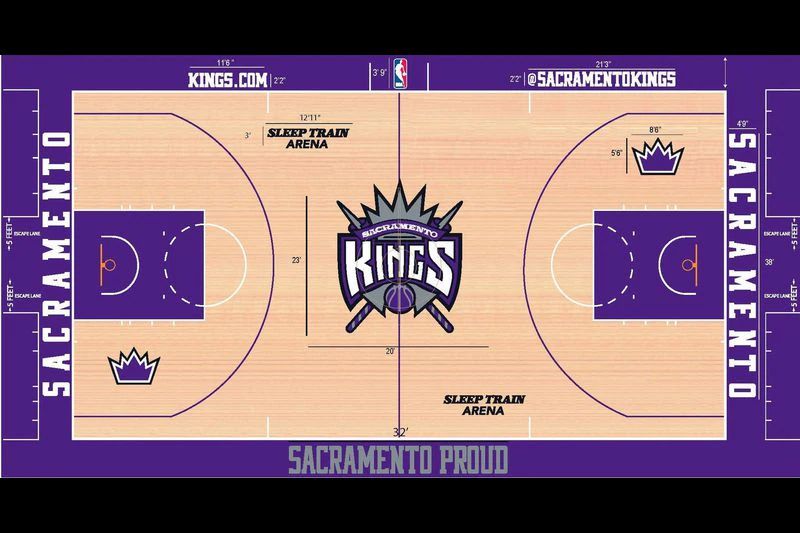 11'6"
KINGS.COM
2'2"
3' 9"
21'3"
2'2"
@SACRAMENTOKINGS
12'11"
3'
SLEEP TRAIN
ARENA
8'6"
5'6"
4'9"
SACRAMENTO
SACRAMENTO
KINGS
23'
20'
SACRAMENTO
38'
5 FEET
ESCAPE LANE
ESCAPE LANE
5 FEET
5 FEET
ESCAPE LANE
ESCAPE LANE
5 FEET
SLEEP TRAIN
ARENA
32'
SACRAMENTO PROUD